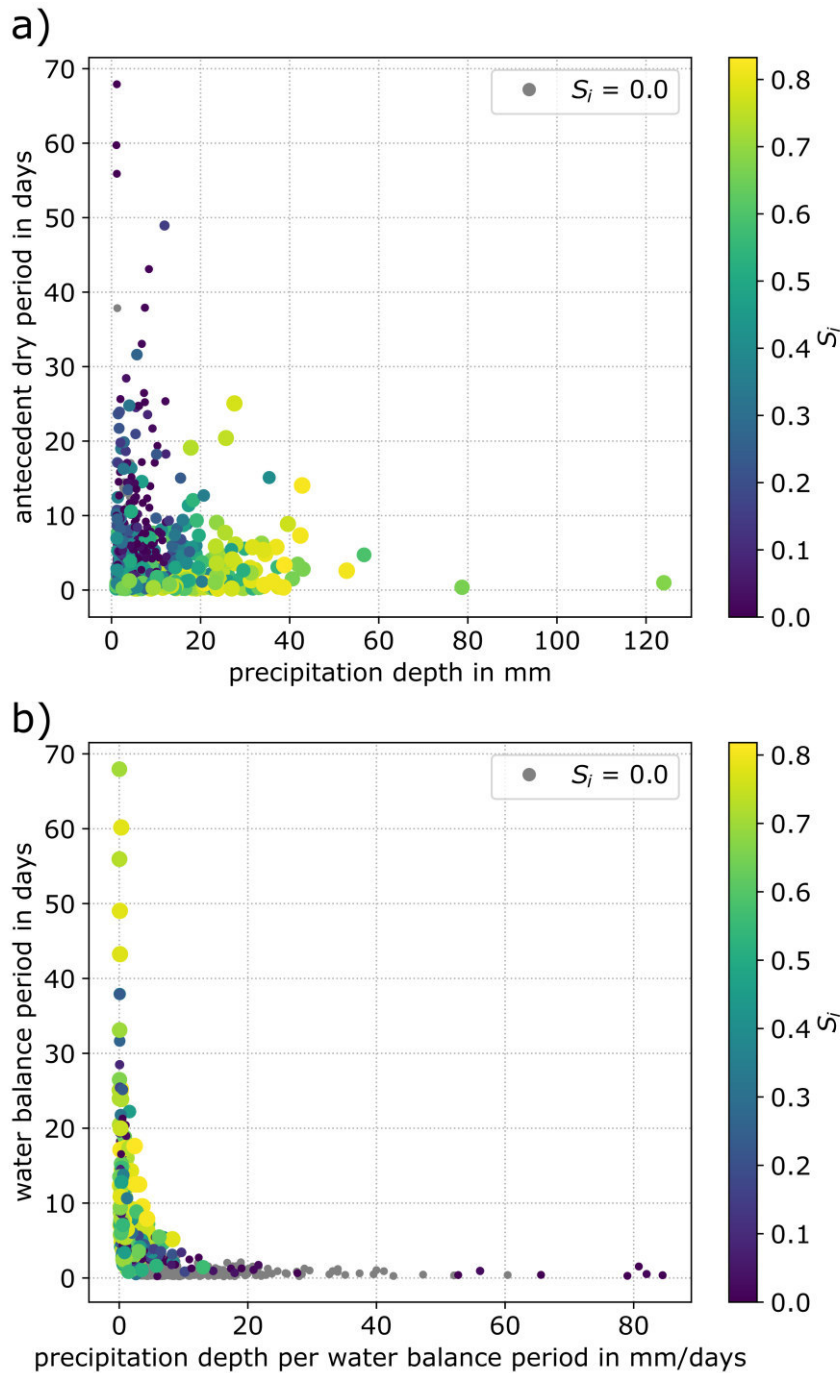 a)
S_i = 0.0
70
60
50
40
30
20
10
0
antecedent dry period in days
0 20 40 60 80 100 120
precipitation depth in mm
0.8
0.7
0.6
0.5
0.4
0.3
0.2
0.1
0.0
S_i
b)
S_i = 0.0
70
60
50
40
30
20
10
0
water balance period in days
0 20 40 60 80
precipitation depth per water balance period in mm/days
0.8
0.7
0.6
0.5
0.4
0.3
0.2
0.1
0.0
S_i